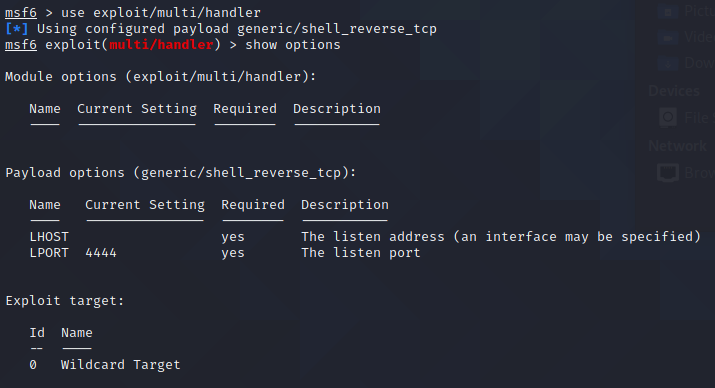 msf6 > use exploit/multi/handler
[*] Using configured payload generic/shell_reverse_tcp
msf6 exploit(multi/handler) > show options
Module options (exploit/multi/handler):
Name  Current Setting  Required  Description
----  ---------------  --------  -----------
Payload options (generic/shell_reverse_tcp):
Name  Current Setting  Required  Description
----  ---------------  --------  -----------
LHOST                  yes       The listen address (an interface may be specified)
LPORT  4444            yes       The listen port
Exploit target:
Id  Name
--  ----
0   Wildcard Target
Devices
Network